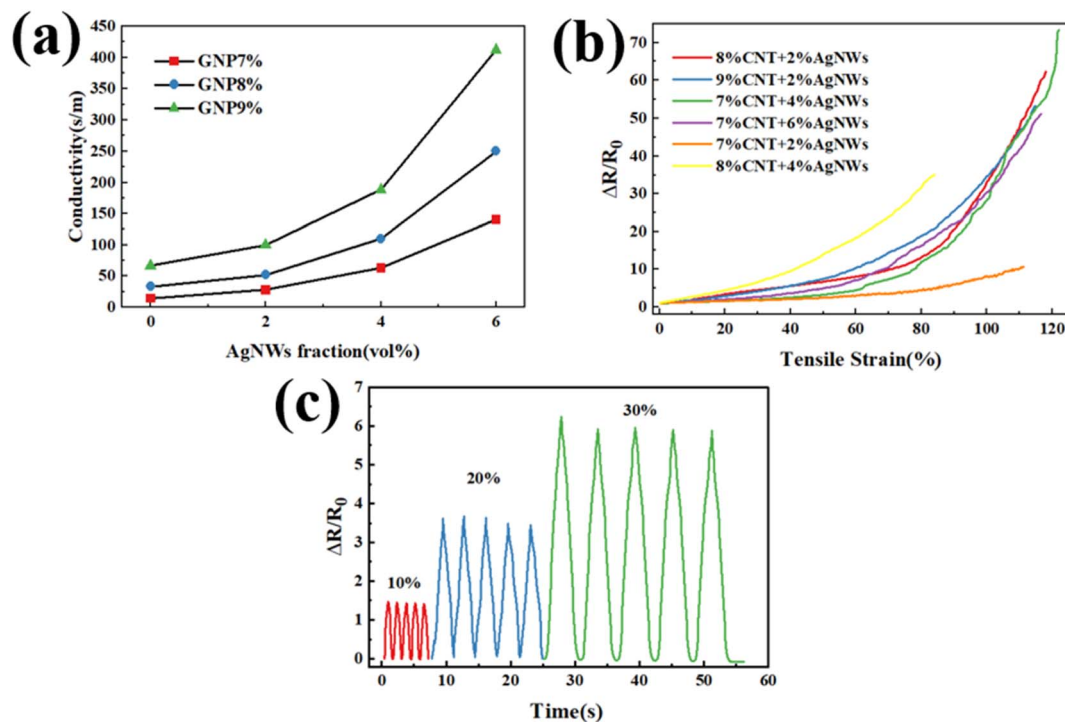 (a)
450
400
350
300
250
200
150
100
50
0
Conductivity(s/m)
GNP7%
GNP8%
GNP9%
0 2 4 6
AgNWs fraction(vol%)
(b)
70
60
50
40
30
20
10
0
ΔR/R0
8%CNT+2%AgNWs
9%CNT+2%AgNWs
7%CNT+4%AgNWs
7%CNT+6%AgNWs
7%CNT+2%AgNWs
8%CNT+4%AgNWs
0 20 40 60 80 100 120
Tensile Strain(%)
(c)
7
6
5
4
3
2
1
0
ΔR/R0
10%
20%
30%
0 10 20 30 40 50 60
Time(s)